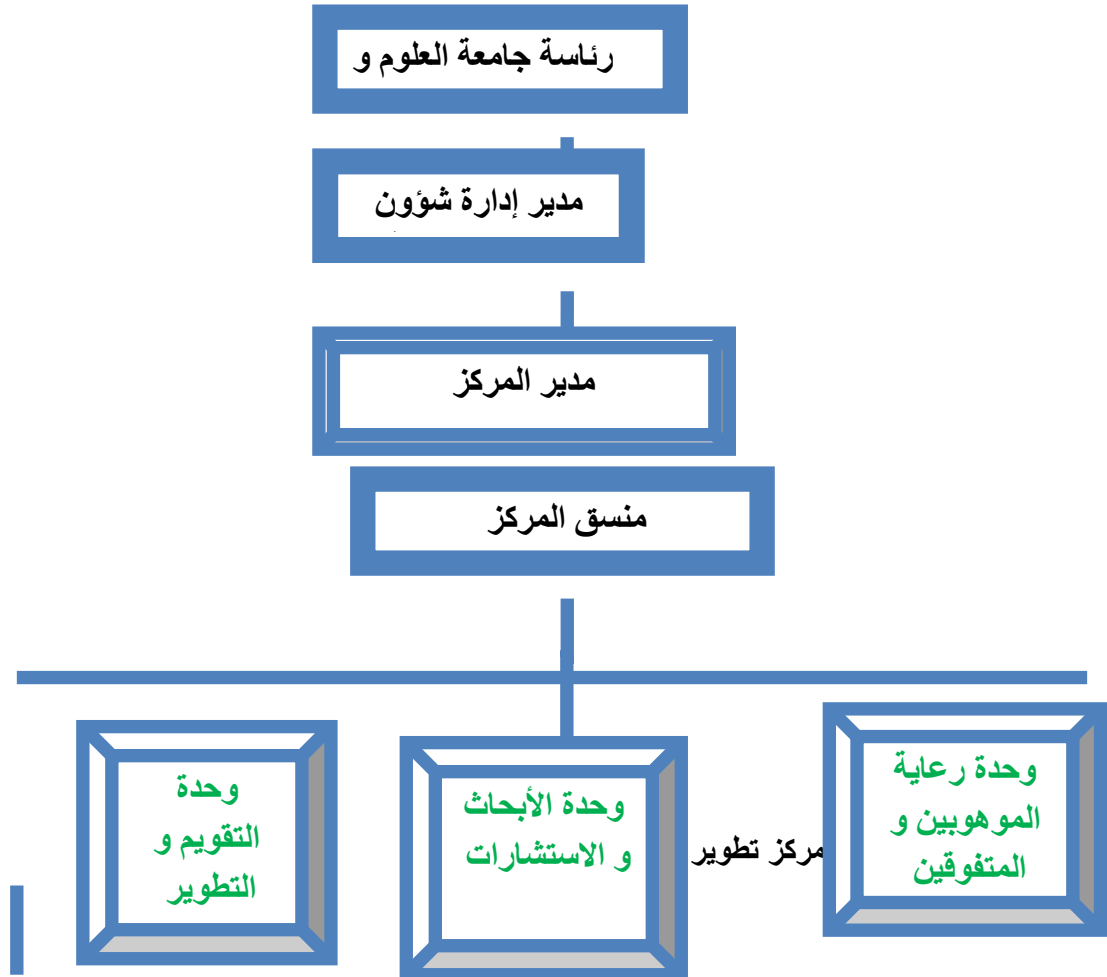 رئاسة جامعة العلوم و
مدير إدارة شؤون
مدير المركز
منسق المركز
وحدة رعاية
الموهوبين و
المتفوقين
مركز تطوير
وحدة الأبحاث
و الاستشارات
وحدة
التقويم و
التطوير